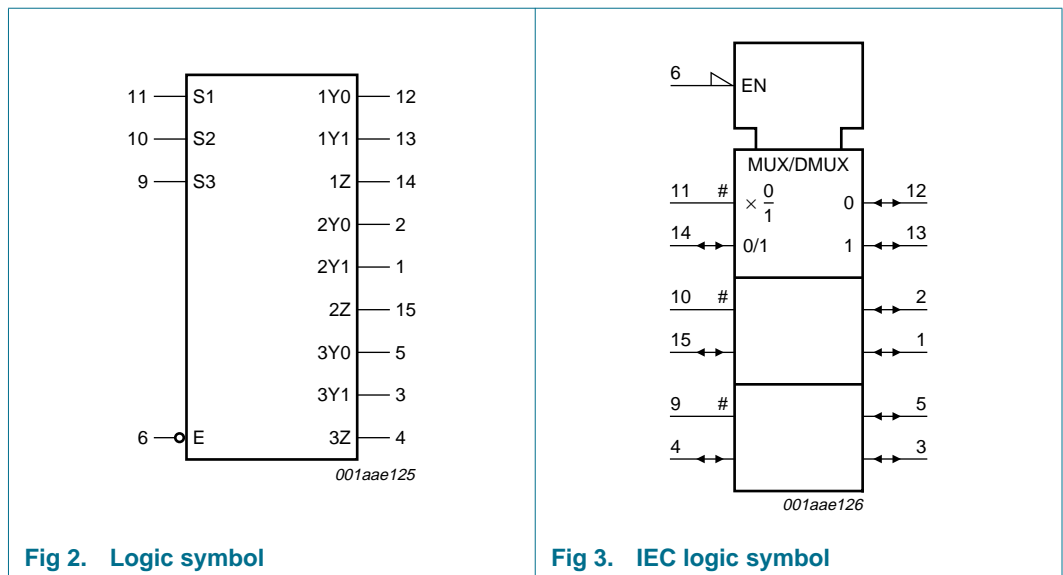 11 S1 1Y0 12
10 S2 1Y1 13
9 S3 1Z 14
2Y0 2
2Y1 1
2Z 15
3Y0 5
3Y1 3
6 E 3Z 4
001aae125
Fig 2. Logic symbol
6 EN
MUX/DMUX
11 # × 0/1 0 12
14 0/1 1 13
10 # 2
15 1
9 # 5
4 3
001aae126
Fig 3. IEC logic symbol